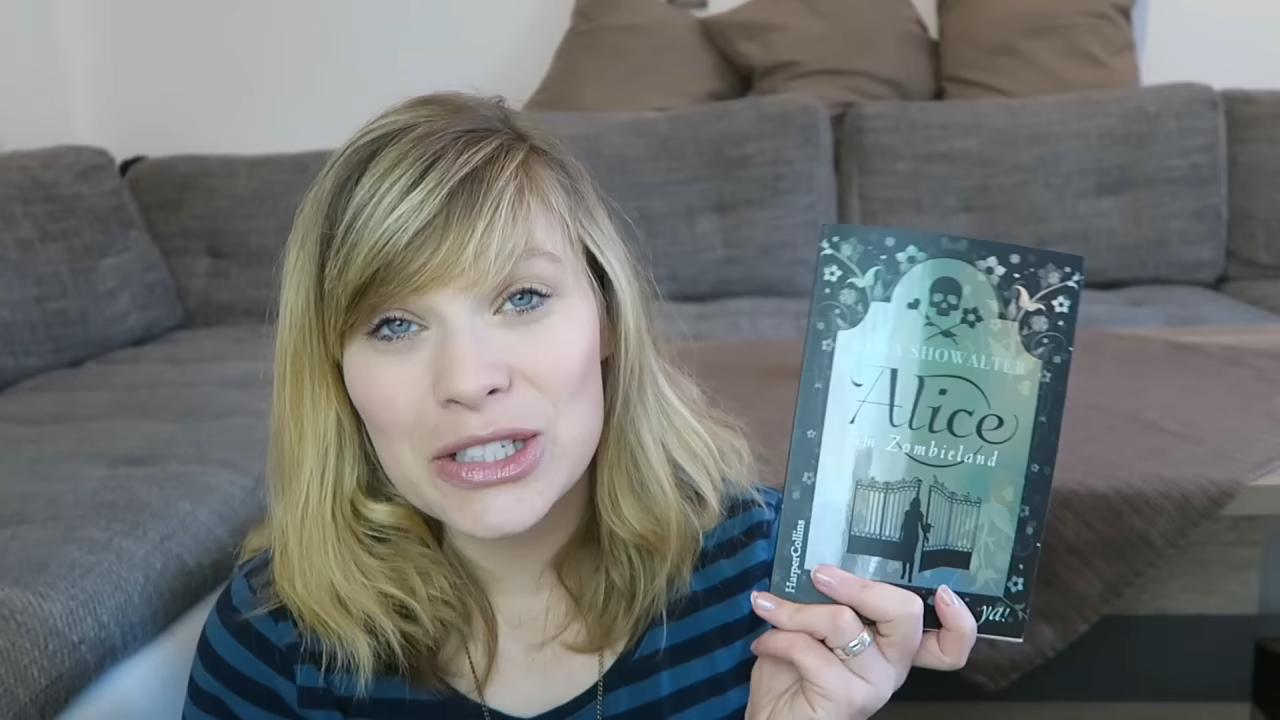 SHOWALTER
Alice
im Zombieland
HarperCollins
ya!